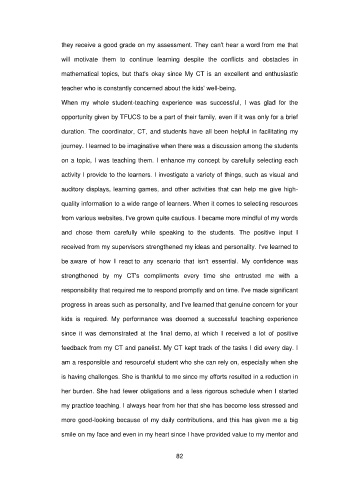 they receive a good grade on my assessment. They can't hear a word from me that
will motivate them to continue learning despite the conflicts and obstacles in
mathematical topics, but that's okay since My CT is an excellent and enthusiastic
teacher who is constantly concerned about the kids' well-being.
When my whole student-teaching experience was successful, I was glad for the
opportunity given by TFUCS to be a part of their family, even if it was only for a brief
duration. The coordinator, CT, and students have all been helpful in facilitating my
journey. I learned to be imaginative when there was a discussion among the students
on a topic, I was teaching them. I enhance my concept by carefully selecting each
activity I provide to the learners. I investigate a variety of things, such as visual and
auditory displays, learning games, and other activities that can help me give high-
quality information to a wide range of learners. When it comes to selecting resources
from various websites, I've grown quite cautious. I became more mindful of my words
and chose them carefully while speaking to the students. The positive input I
received from my supervisors strengthened my ideas and personality. I've learned to
be aware of how I react to any scenario that isn't essential. My confidence was
strengthened by my CT's compliments every time she entrusted me with a
responsibility that required me to respond promptly and on time. I've made significant
progress in areas such as personality, and I've learned that genuine concern for your
kids is required. My performance was deemed a successful teaching experience
since it was demonstrated at the final demo, at which I received a lot of positive
feedback from my CT and panelist. My CT kept track of the tasks I did every day. I
am a responsible and resourceful student who she can rely on, especially when she
is having challenges. She is thankful to me since my efforts resulted in a reduction in
her burden. She had fewer obligations and a less rigorous schedule when I started
my practice teaching. I always hear from her that she has become less stressed and
more good-looking because of my daily contributions, and this has given me a big
smile on my face and even in my heart since I have provided value to my mentor and
82